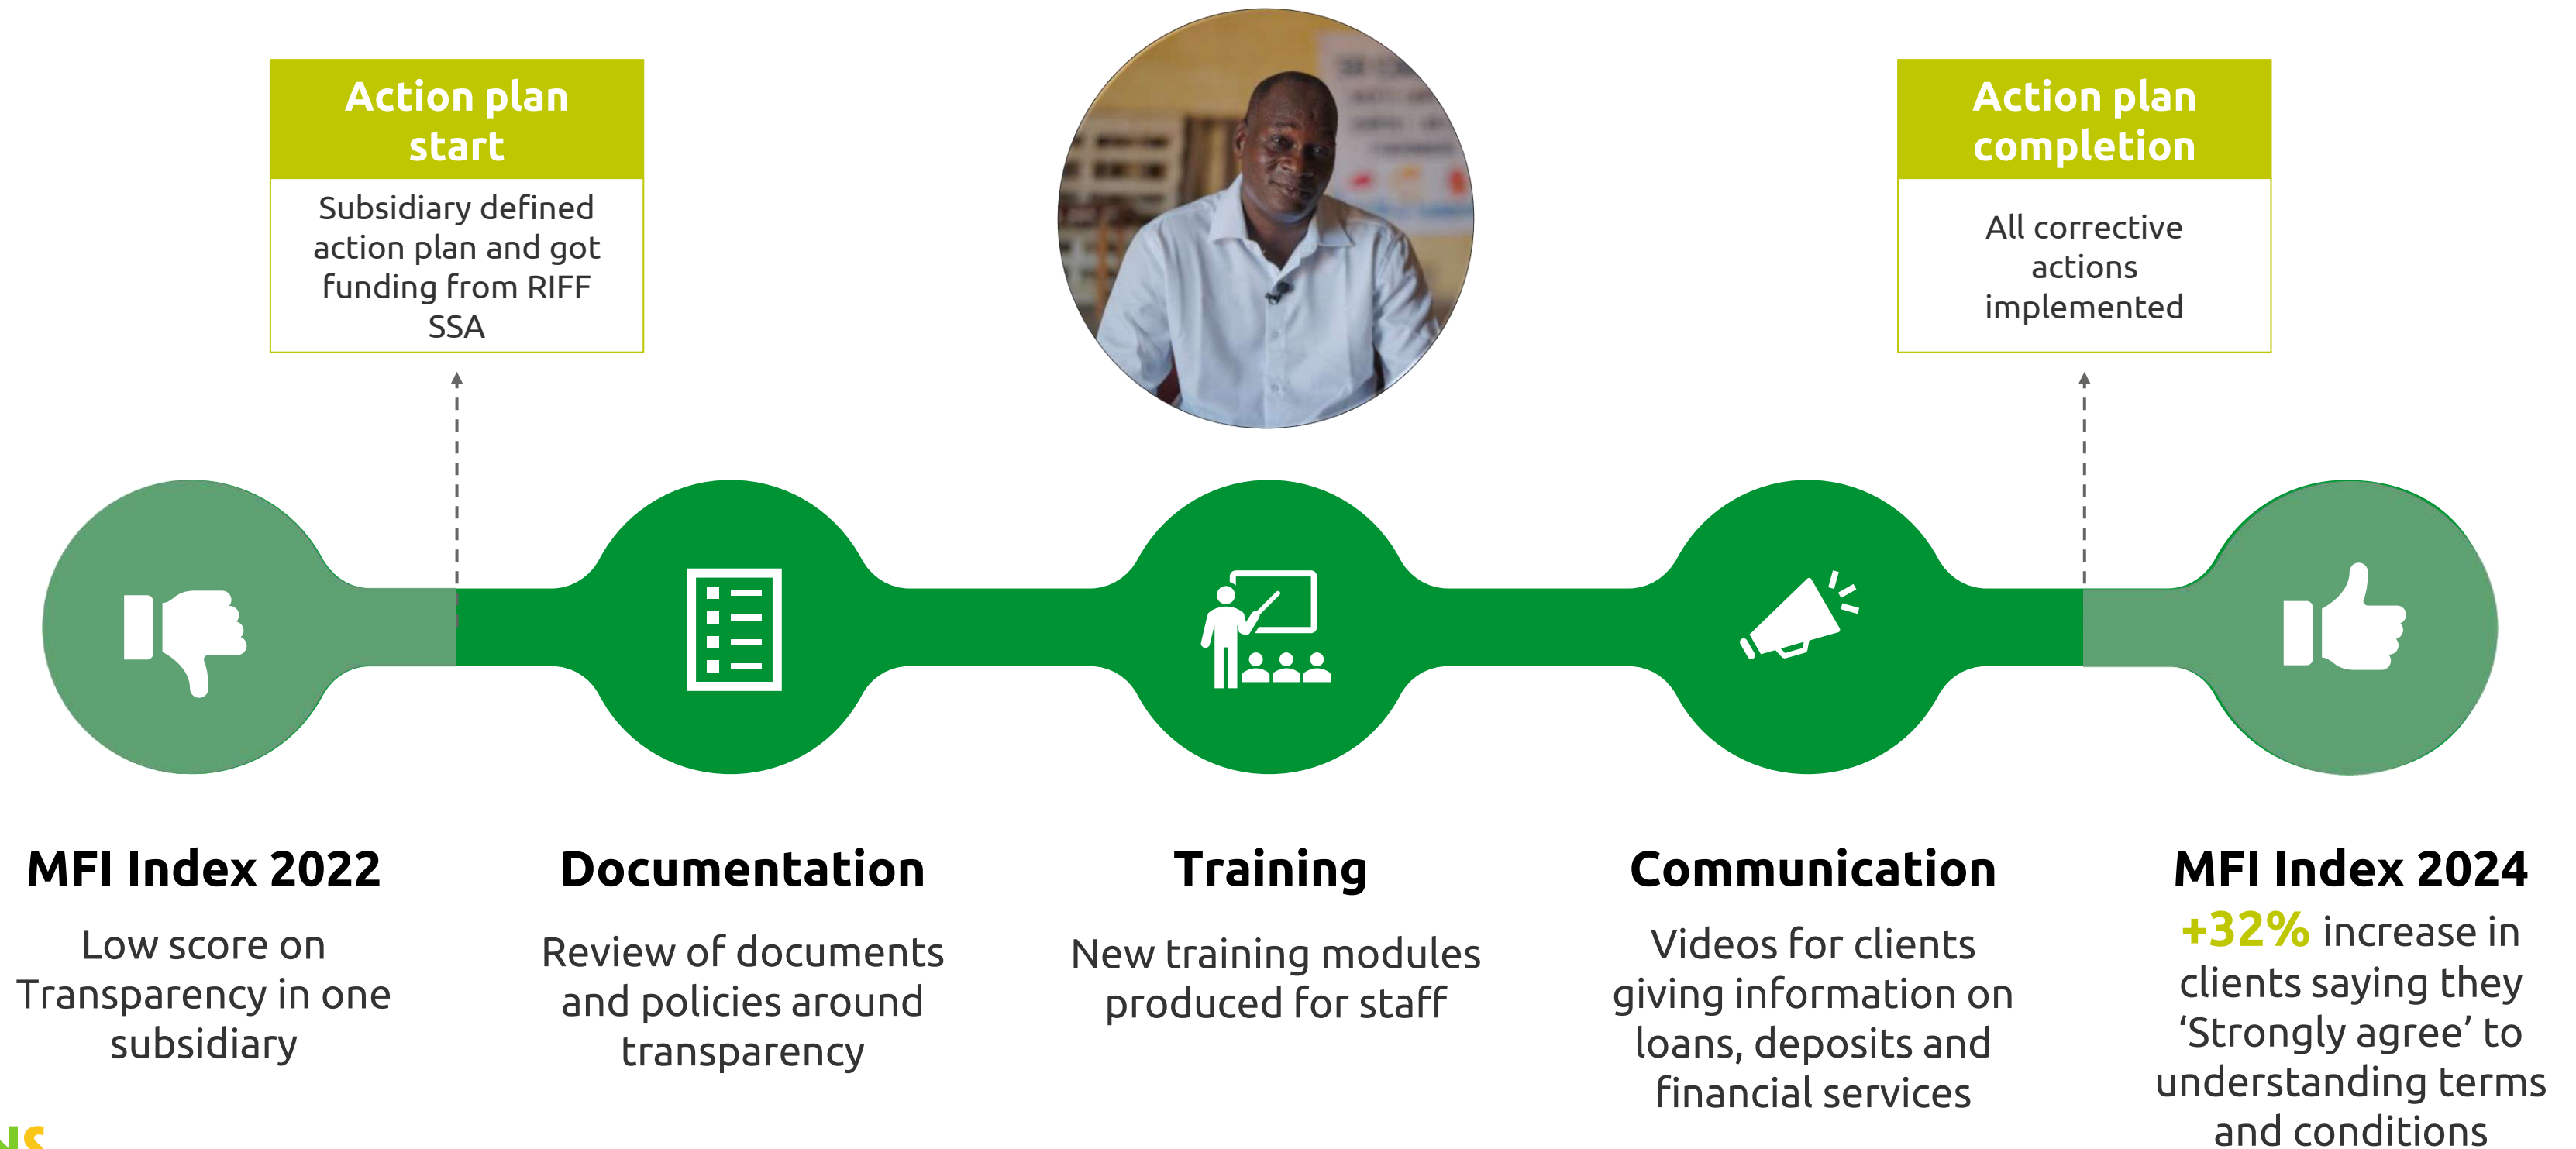 Action plan
start
Subsidiary defined
action plan and got
funding from RIFF
SSA
Action plan
completion
All corrective
actions
implemented
MFI Index 2022
Low score on
Transparency in one
subsidiary
Documentation
Review of documents
and policies around
transparency
Training
New training modules
produced for staff
Communication
Videos for clients
giving information on
loans, deposits and
financial services
MFI Index 2024
+32% increase in
clients saying they
‘Strongly agree’ to
understanding terms
and conditions